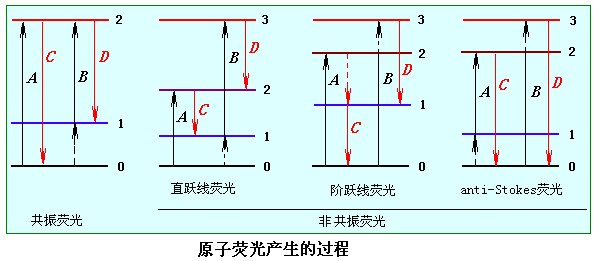 2
C D
A B
1
0
共振荧光
3
D
B
2
A C
1
0
直跃线荧光
3
D
2
A B
1
C
0
阶跃线荧光
3
2
C D
A B
1
0
anti-Stokes荧光
非共振荧光
原子荧光产生的过程